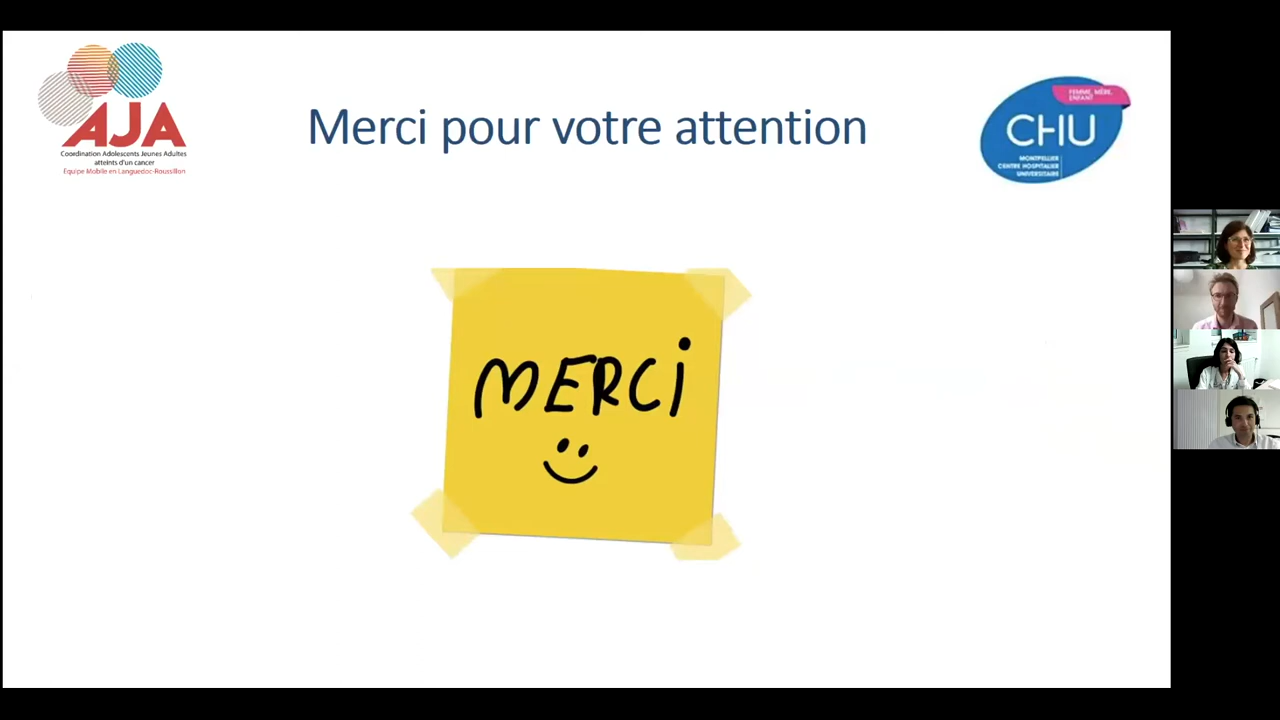 AJA
Coordination Adolescents Jeunes Adultes
atteints d'un cancer
Equipe Mobile en Languedoc-Roussillon
Merci pour votre attention
FEMME, MÈRE,
ENFANT
CHU
MONTPELLIER
CENTRE HOSPITALIER
UNIVERSITAIRE
MERCi